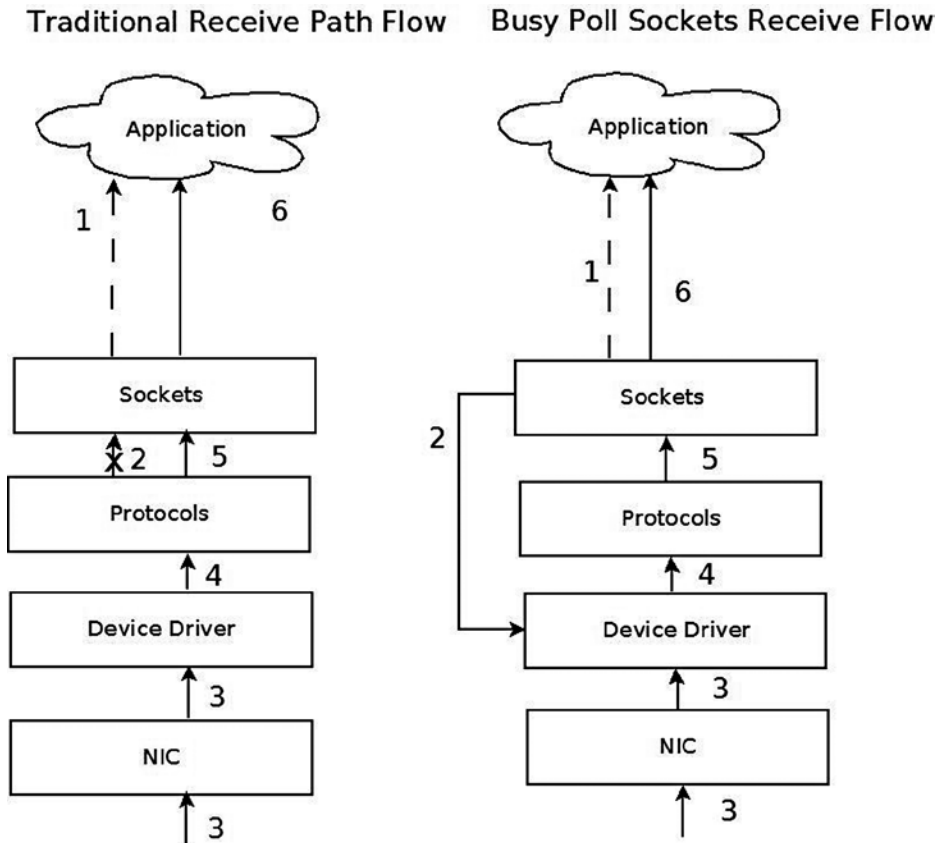 Traditional Receive Path Flow
Application
1
6
Sockets
2
5
Protocols
4
Device Driver
3
NIC
3
Busy Poll Sockets Receive Flow
Application
1
6
Sockets
2
5
Protocols
4
Device Driver
3
NIC
3